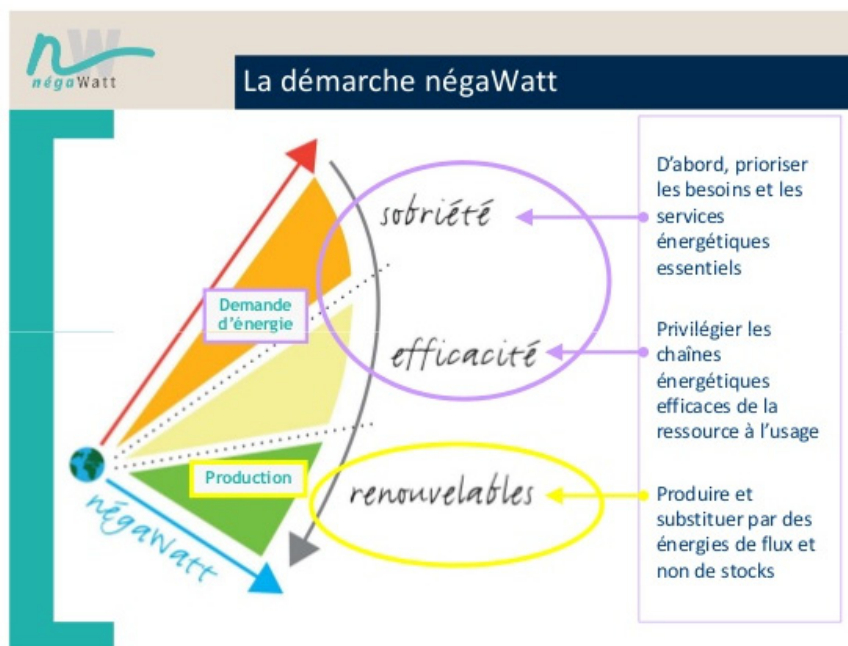 négaWatt
La démarche négaWatt
sobriété
efficacité
renouvelables
Demande
d'énergie
Production
négaWatt
D'abord, prioriser
les besoins et les
services
énergétiques
essentiels
Privilégier les
chaînes
énergétiques
efficaces de la
ressource à l'usage
Produire et
substituer par des
énergies de flux et
non de stocks